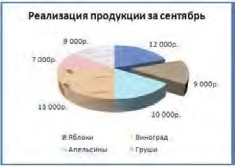 Реализация продукции за сентябрь
9 000р.
12 000р.
7 000р.
9 000р.
13 000р.
10 000р.
Яблоки
Виноград
Апельсины
Груши